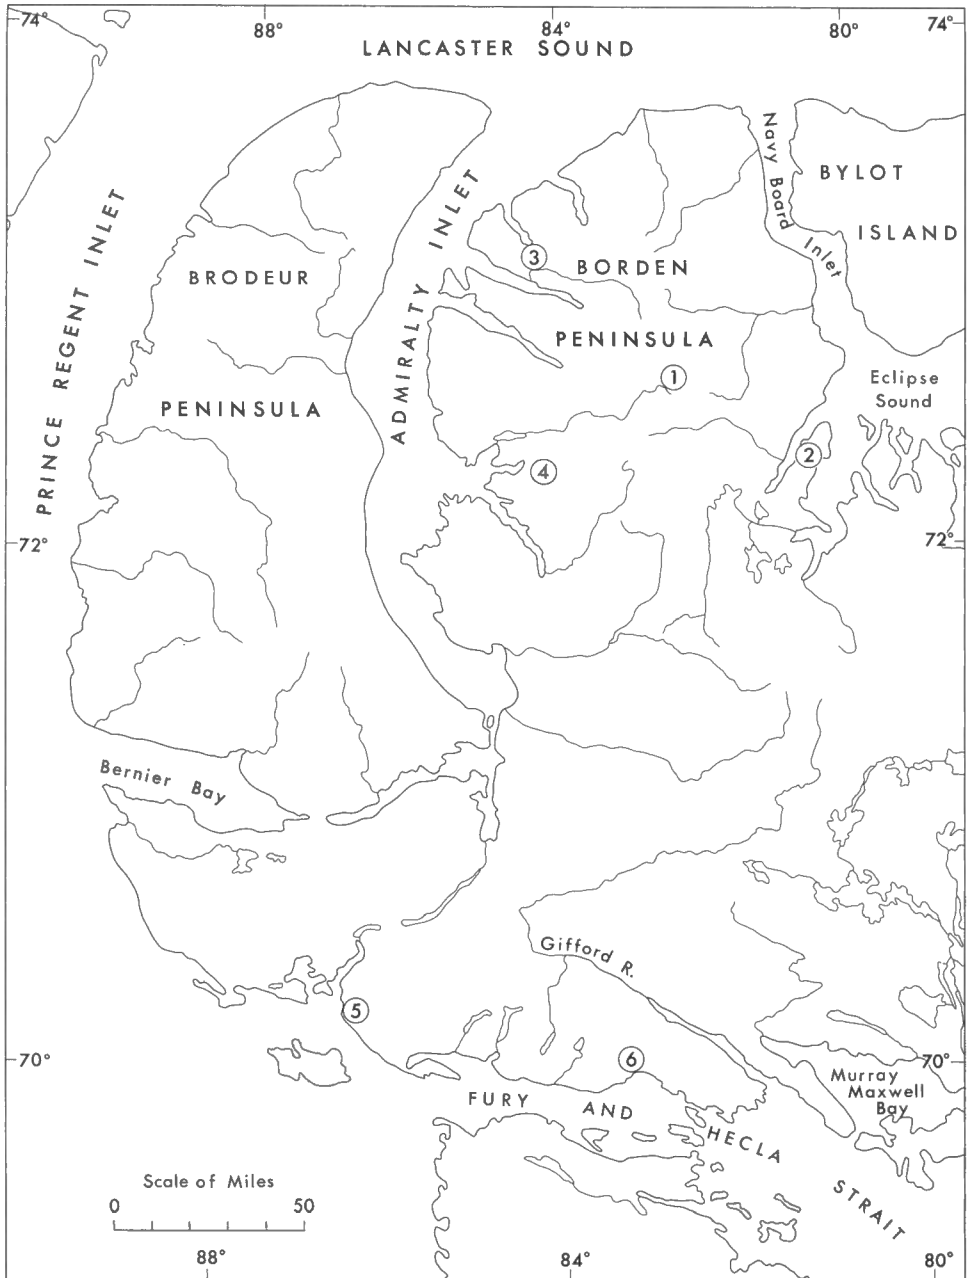 74°
88°
84°
80°
74°
LANCASTER SOUND
Navy Board Inlet
BYLOT
ISLAND
PRINCE REGENT INLET
ADMIRALTY INLET
3
BORDEN
BRODEUR
PENINSULA
1
Eclipse
Sound
PENINSULA
2
4
72°
72°
Bernier Bay
Gifford R.
5
6
70°
70°
Murray
Maxwell
Bay
FURY AND HECLA STRAIT
Scale of Miles
0 50
88°
84°
80°